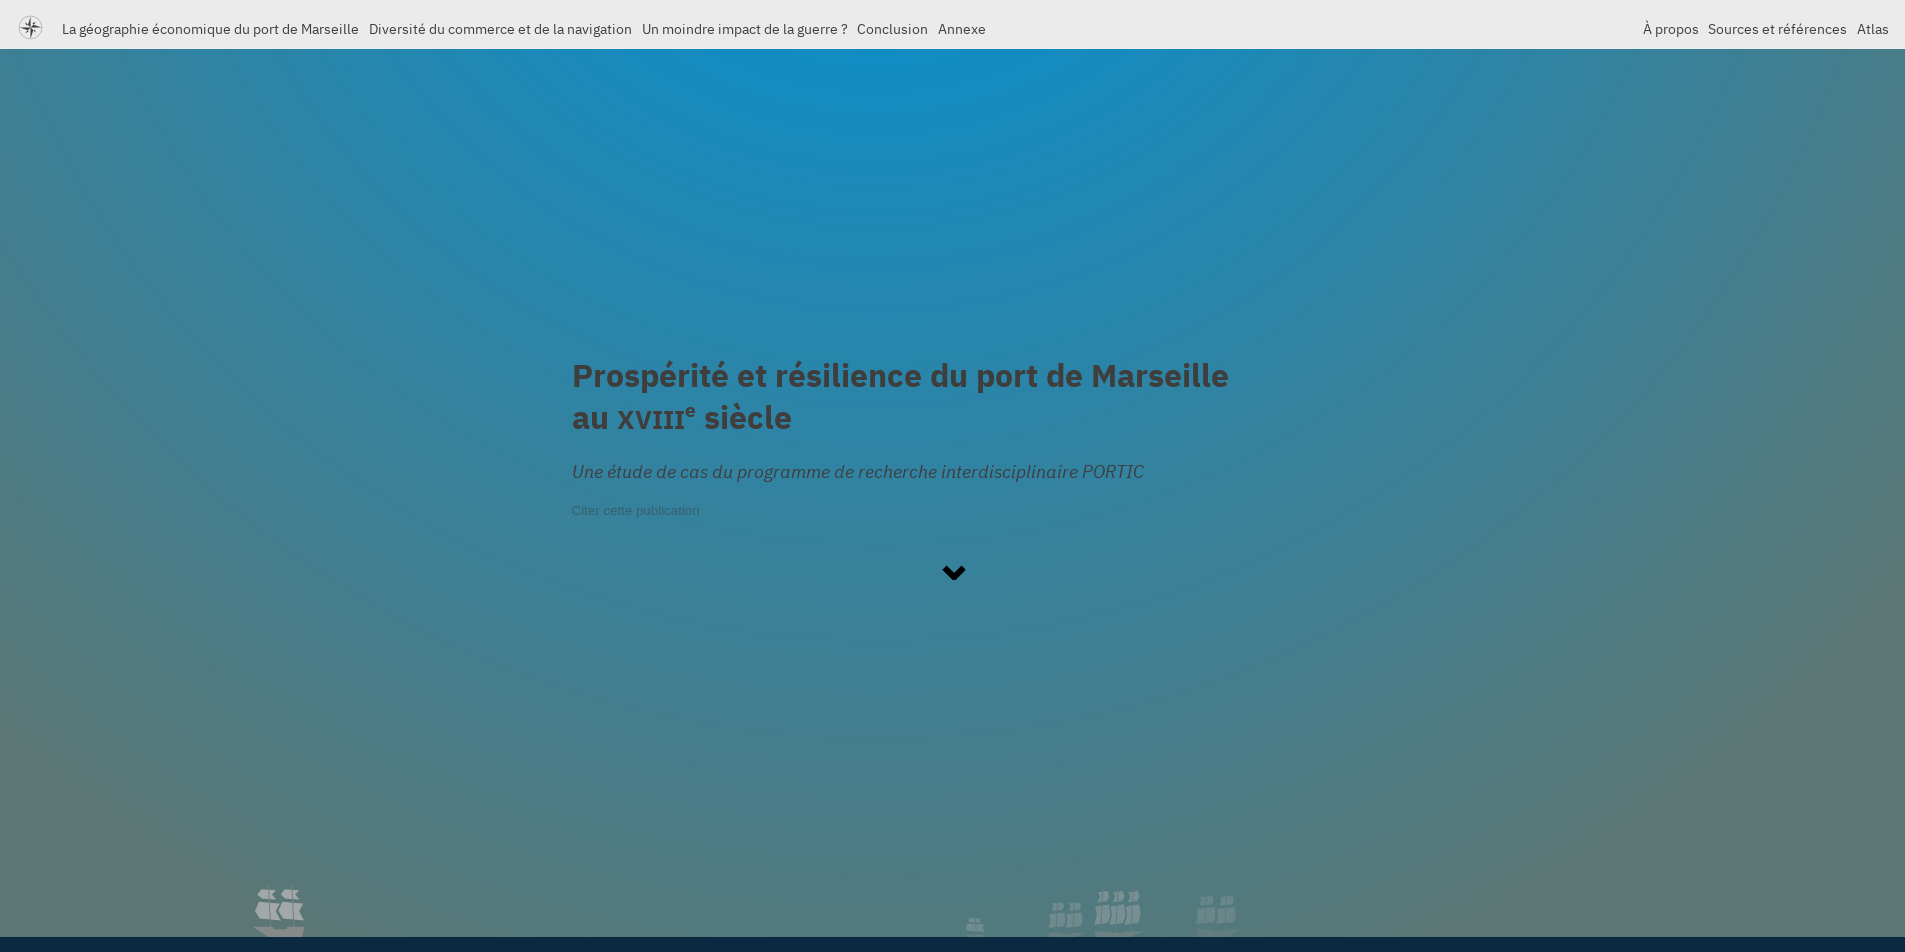 La géographie économique du port de Marseille Diversité du commerce et de la navigation Un moindre impact de la guerre ? Conclusion Annexe À propos Sources et références Atlas
Prospérité et résilience du port de Marseille
au XVIIIe siècle
Une étude de cas du programme de recherche interdisciplinaire PORTIC
Citer cette publication